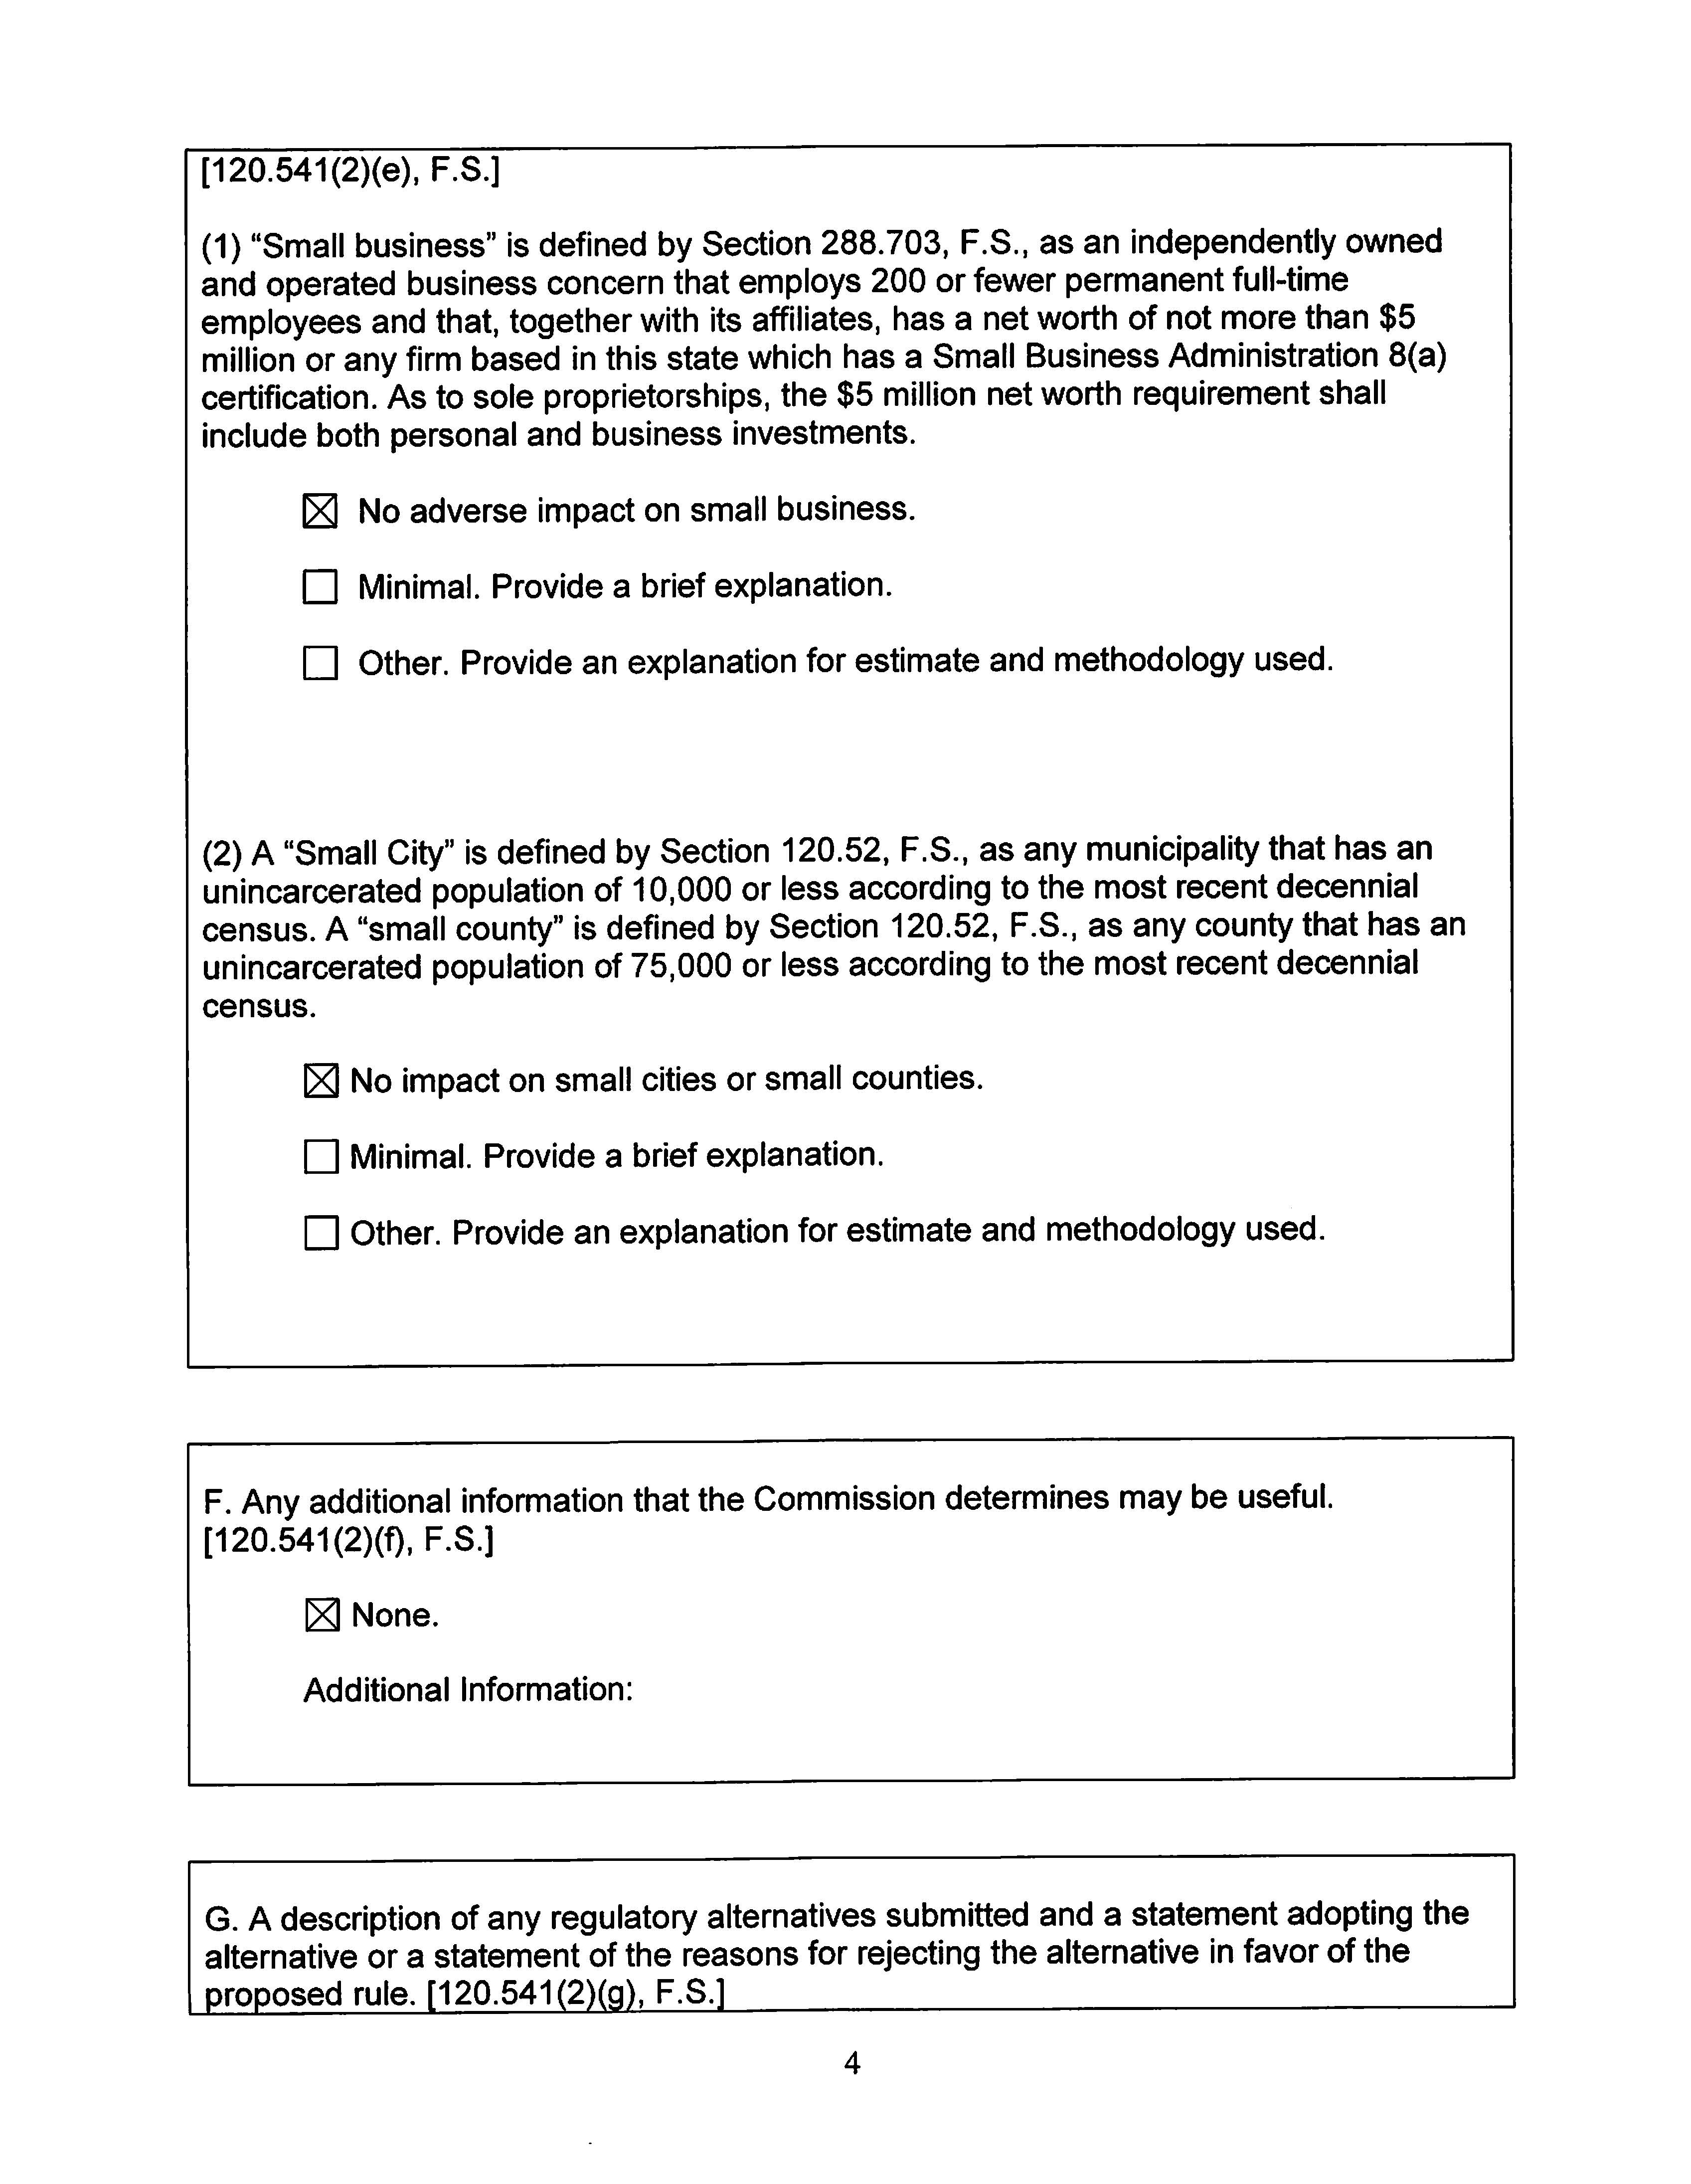 [120.541(2)(e), F.S.]
(1) “Small business” is defined by Section 288.703, F.S., as an independently owned
and operated business concern that employs 200 or fewer permanent full-time
employees and that, together with its affiliates, has a net worth of not more than $5
million or any firm based in this state which has a Small Business Administration 8(a)
certification. As to sole proprietorships, the $5 million net worth requirement shall
include both personal and business investments.
☒ No adverse impact on small business.
☐ Minimal. Provide a brief explanation.
☐ Other. Provide an explanation for estimate and methodology used.
(2) A “Small City” is defined by Section 120.52, F.S., as any municipality that has an
unincarcerated population of 10,000 or less according to the most recent decennial
census. A “small county” is defined by Section 120.52, F.S., as any county that has an
unincarcerated population of 75,000 or less according to the most recent decennial
census.
☒ No impact on small cities or small counties.
☐ Minimal. Provide a brief explanation.
☐ Other. Provide an explanation for estimate and methodology used.
F. Any additional information that the Commission determines may be useful.
[120.541(2)(f), F.S.]
☒ None.
Additional Information:
G. A description of any regulatory alternatives submitted and a statement adopting the
alternative or a statement of the reasons for rejecting the alternative in favor of the
proposed rule. [120.541(2)(g), F.S.]
4